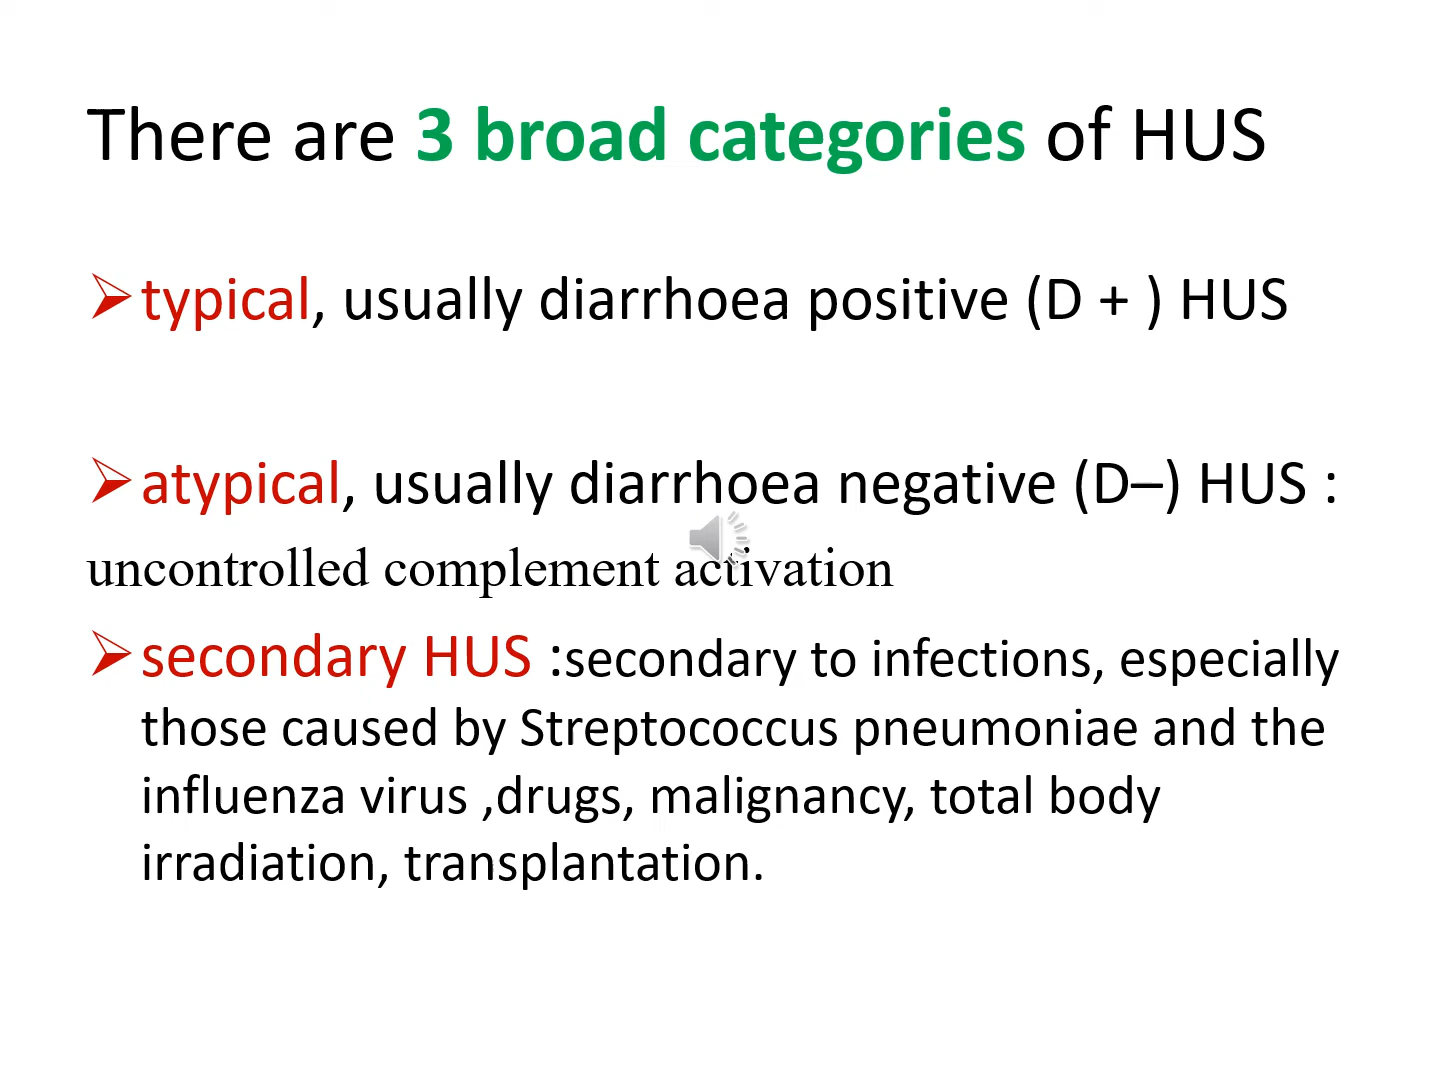 There are 3 broad categories of HUS
typical, usually diarrhoea positive (D + ) HUS
atypical, usually diarrhoea negative (D–) HUS :
uncontrolled complement activation
secondary HUS :secondary to infections, especially
those caused by Streptococcus pneumoniae and the
influenza virus ,drugs, malignancy, total body
irradiation, transplantation.